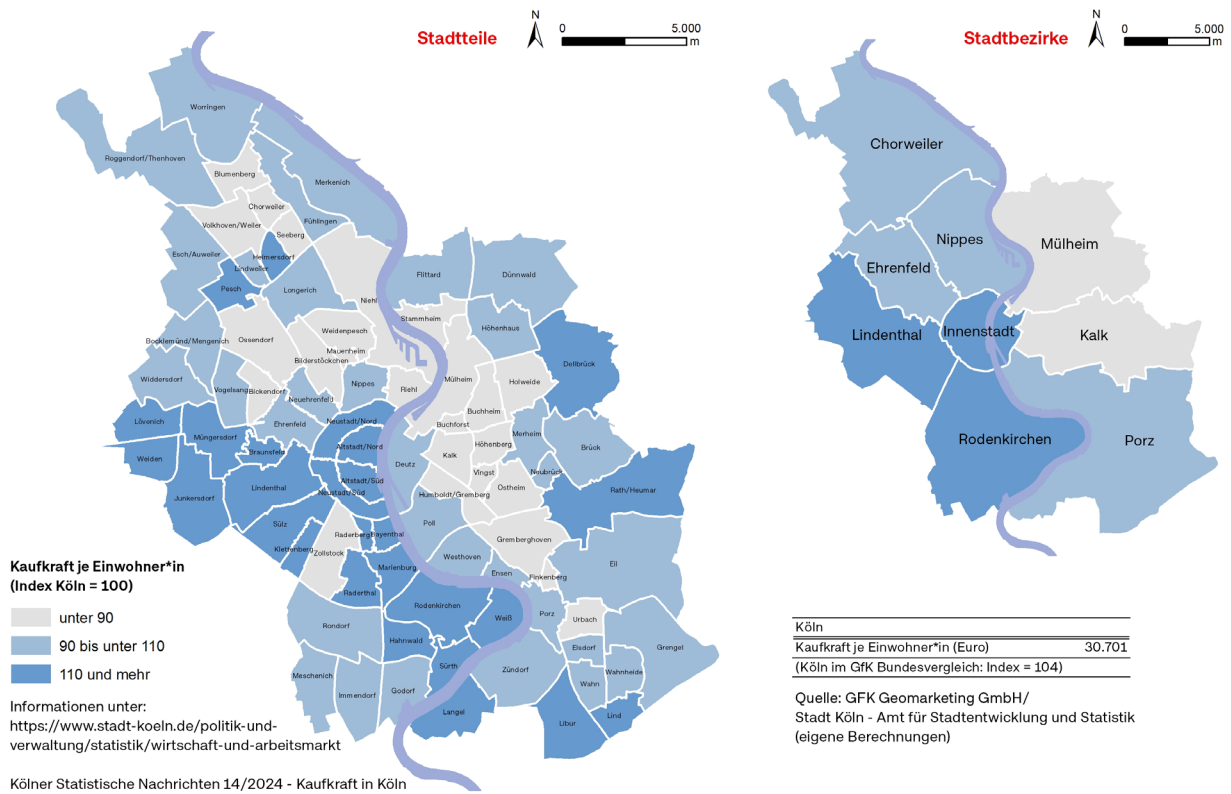 Stadtteile
N
0
5.000
m
Worringen
Roggendorf/Thenhoven
Blumenberg
Merkenich
Chorweiler
Fühlingen
Volkhoven/Weiler
Seeberg
Esch/Auweiler
Heimersdorf
Lindweiler
Pesch
Longerich
Niehl
Flittard
Dünnwald
Stammheim
Weidenpesch
Höhenhaus
Ossendorf
Bocklemünd/Mengenich
Mauenheim
Bilderstöckchen
Dellbrück
Widdersdorf
Mülheim
Holweide
Nippes
Riehl
Vogelsang
Bickendorf
Neuehrenfeld
Buchheim
Lövenich
Ehrenfeld
Neustadt/Nord
Buchforst
Müngersdorf
Merheim
Altstadt/Nord
Höhenberg
Brück
Braunsfeld
Weiden
Kalk
Deutz
Vingst
Neubrück
Altstadt/Süd
Lindenthal
Ostheim
Neustadt/Süd
Humboldt/Gremberg
Rath/Heumar
Junkersdorf
Sülz
Poll
Raderberg
Bayenthal
Gremberghoven
Klettenberg
Zollstock
Westhoven
Eil
Marienburg
Ensen
Finkenberg
Raderthal
Rodenkirchen
Porz
Weiß
Urbach
Rondorf
Hahnwald
Elsdorf
Grengel
Sürth
Zündorf
Wahnheide
Meschenich
Wahn
Immendorf
Godorf
Langel
Libur
Lind
Kaufkraft je Einwohner*in
(Index Köln = 100)
unter 90
90 bis unter 110
110 und mehr
Informationen unter:
https://www.stadt-koeln.de/politik-und-
verwaltung/statistik/wirtschaft-und-arbeitsmarkt
Kölner Statistische Nachrichten 14/2024 - Kaufkraft in Köln
Stadtbezirke
N
0
5.000
m
Chorweiler
Nippes
Mülheim
Ehrenfeld
Lindenthal
Innenstadt
Kalk
Rodenkirchen
Porz
Köln
Kaufkraft je Einwohner*in (Euro) 30.701
(Köln im GfK Bundesvergleich: Index = 104)
Quelle: GFK Geomarketing GmbH/
Stadt Köln - Amt für Stadtentwicklung und Statistik
(eigene Berechnungen)